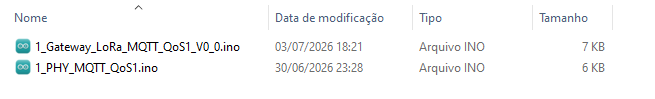 Nome Data de modificação Tipo Tamanho
1_Gateway_LoRa_MQTT_QoS1_V0_0.ino 03/07/2026 18:21 Arquivo INO 7 KB
1_PHY_MQTT_QoS1.ino 30/06/2026 23:28 Arquivo INO 6 KB